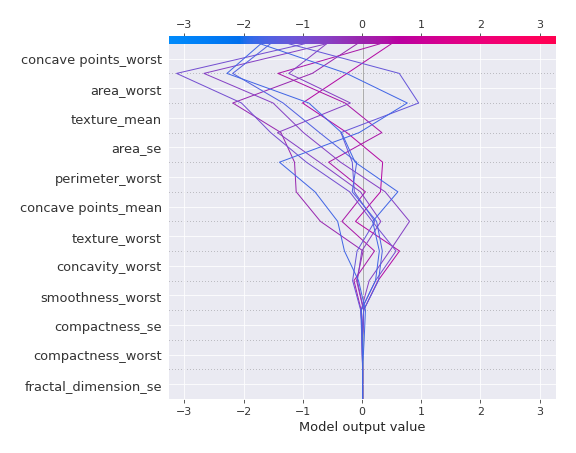 −3 −2 −1 0 1 2 3
concave points_worst
area_worst
texture_mean
area_se
perimeter_worst
concave points_mean
texture_worst
concavity_worst
smoothness_worst
compactness_se
compactness_worst
fractal_dimension_se
−3 −2 −1 0 1 2 3
Model output value